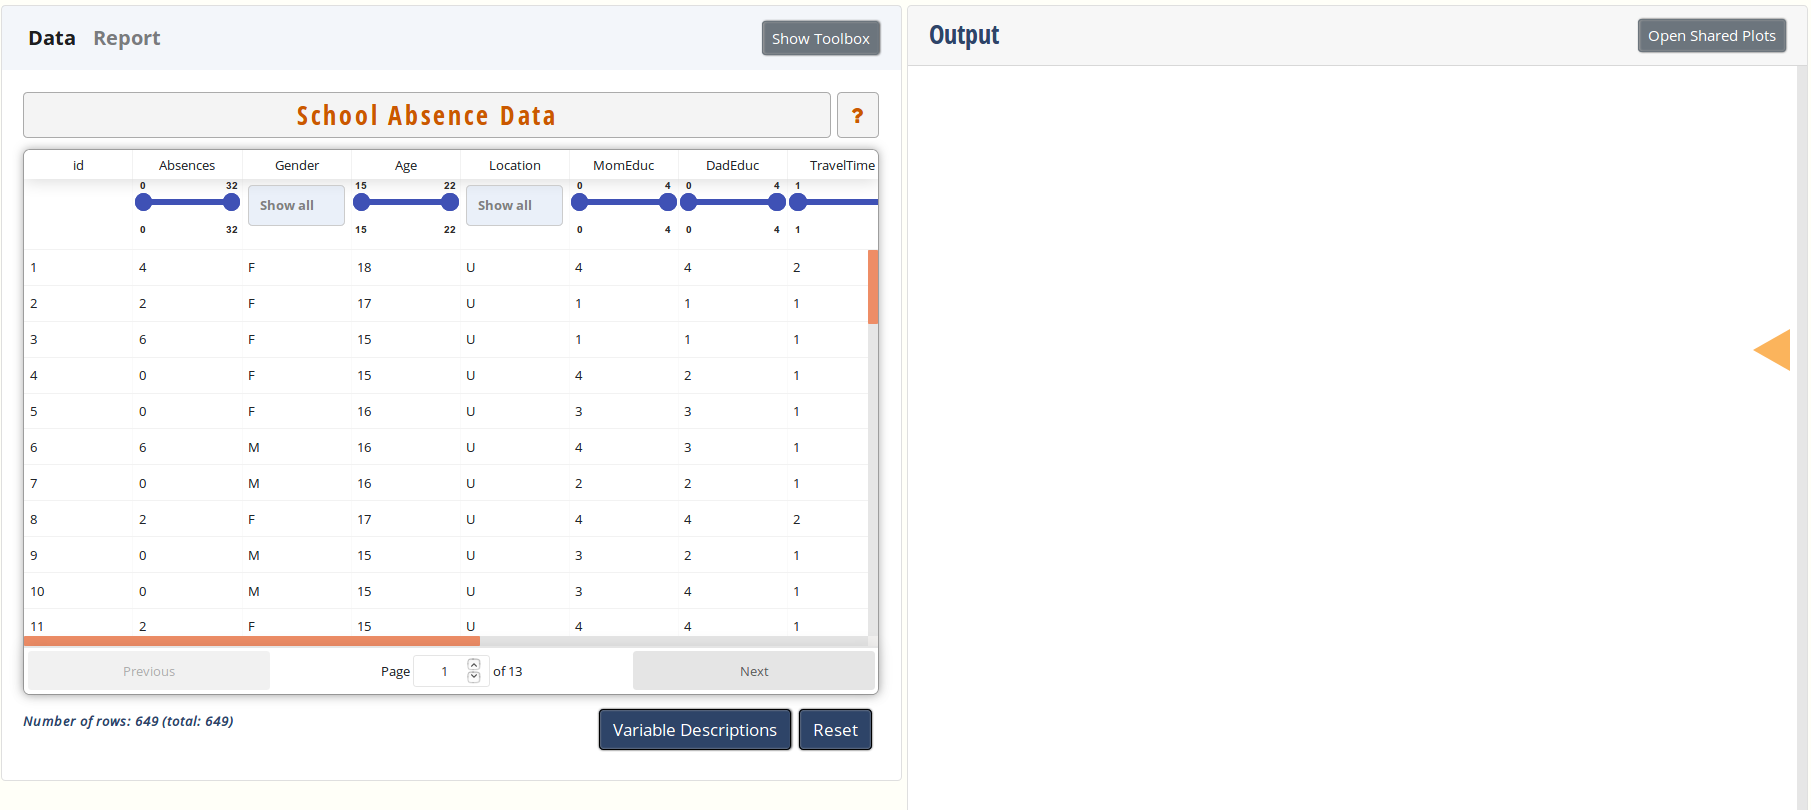 Data Report Show Toolbox
Output Open Shared Plots
School Absence Data ?
id Absences Gender Age Location MomEduc DadEduc TravelTime
0 32 15 22 0 4 0 4 1
Show all Show all
0 32 15 22 0 4 0 4 1
1 4 F 18 U 4 4 2
2 2 F 17 U 1 1 1
3 6 F 15 U 1 1 1
4 0 F 15 U 4 2 1
5 0 F 16 U 3 3 1
6 6 M 16 U 4 3 1
7 0 M 16 U 2 2 1
8 2 F 17 U 4 4 2
9 0 M 15 U 3 2 1
10 0 M 15 U 3 4 1
11 2 F 15 U 4 4 1
Previous Page 1 of 13 Next
Number of rows: 649 (total: 649)
Variable Descriptions Reset